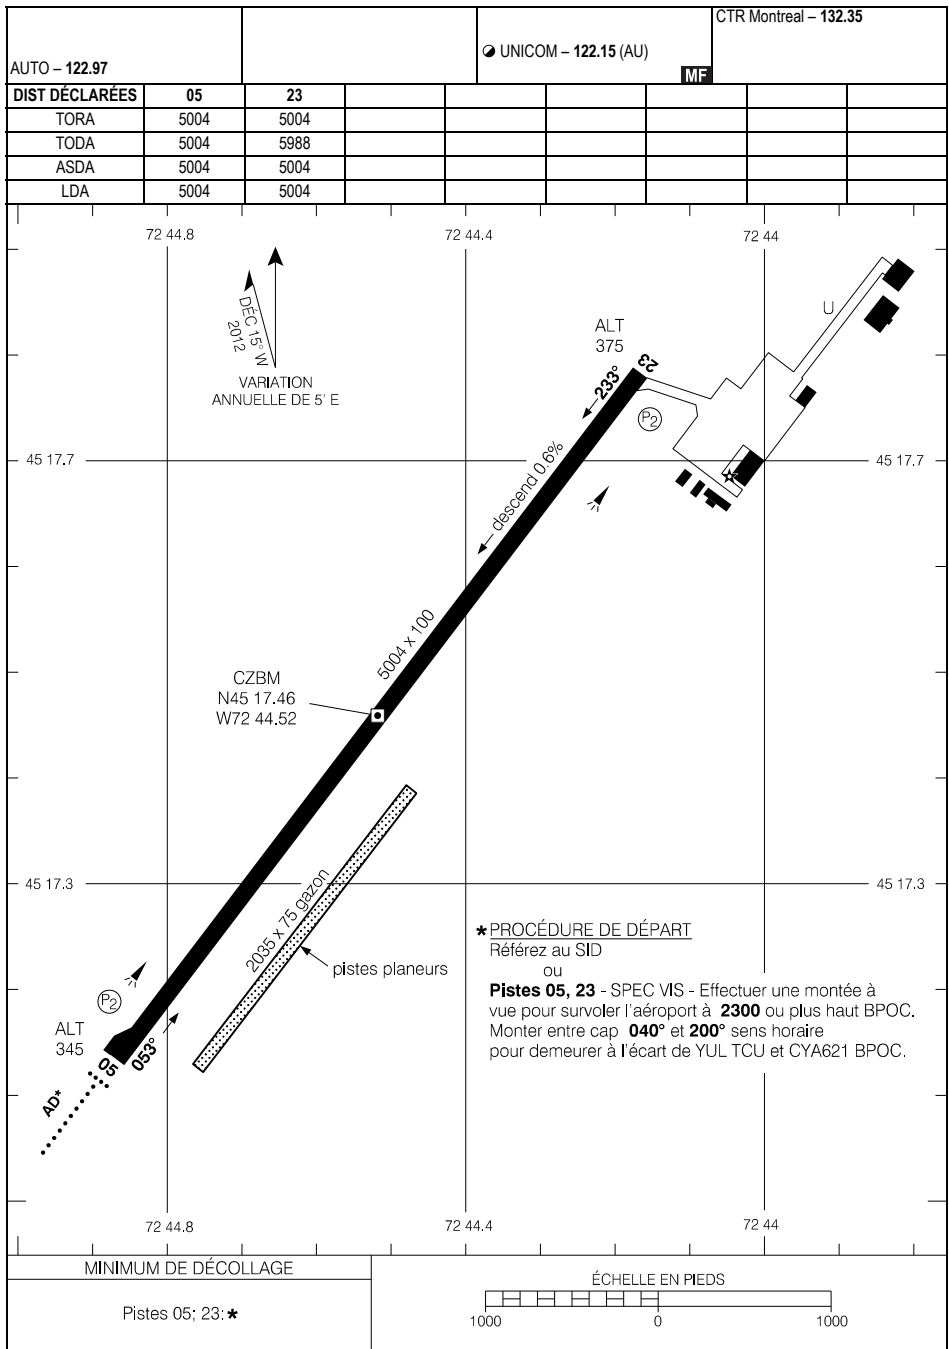 CTR Montreal – 132.35
UNICOM – 122.15 (AU)
AUTO – 122.97
MF
DIST DÉCLARÉES 05 23
TORA 5004 5004
TODA 5004 5988
ASDA 5004 5004
LDA 5004 5004
72 44.8 72 44.4 72 44
DÉC 15° W
2012
VARIATION
ANNUELLE DE 5' E
U
ALT
375
23
233°
P2
45 17.7 45 17.7
descend 0.6%
5004 x 100
CZBM
N45 17.46
W72 44.52
45 17.3 45 17.3
2035 x 75 gazon
pistes planeurs
*PROCÉDURE DE DÉPART
Référez au SID
ou
Pistes 05, 23 - SPEC VIS - Effectuer une montée à
vue pour survoler l'aéroport à 2300 ou plus haut BPOC.
Monter entre cap 040° et 200° sens horaire
pour demeurer à l'écart de YUL TCU et CYA621 BPOC.
P2
ALT
345
053°
05
AD*
72 44.8 72 44.4 72 44
MINIMUM DE DÉCOLLAGE
Pistes 05; 23: *
ÉCHELLE EN PIEDS
1000 0 1000